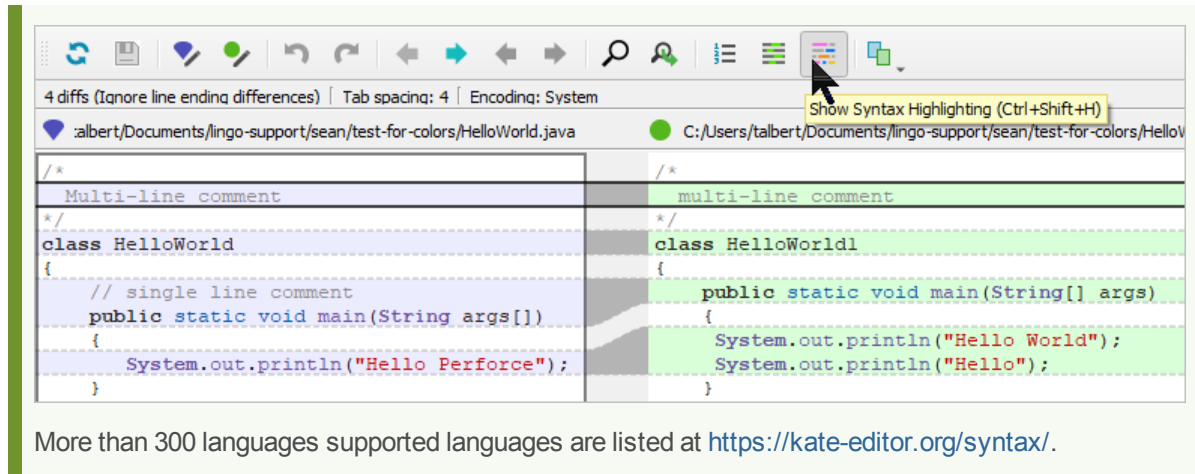 4 diffs (Ignore line ending differences) | Tab spacing: 4 | Encoding: System
Show Syntax Highlighting (Ctrl+Shift+H)
:albert/Documents/lingo-support/sean/test-for-colors/HelloWorld.java
C:/Users/talbert/Documents/lingo-support/sean/test-for-colors/HelloW
/*
Multi-line comment
*/
class HelloWorld
{
// single line comment
public static void main(String args[])
{
System.out.println("Hello Perforce");
}
/*
multi-line comment
*/
class HelloWorld1
{
public static void main(String[] args)
{
System.out.println("Hello World");
System.out.println("Hello");
}
More than 300 languages supported languages are listed at https://kate-editor.org/syntax/.